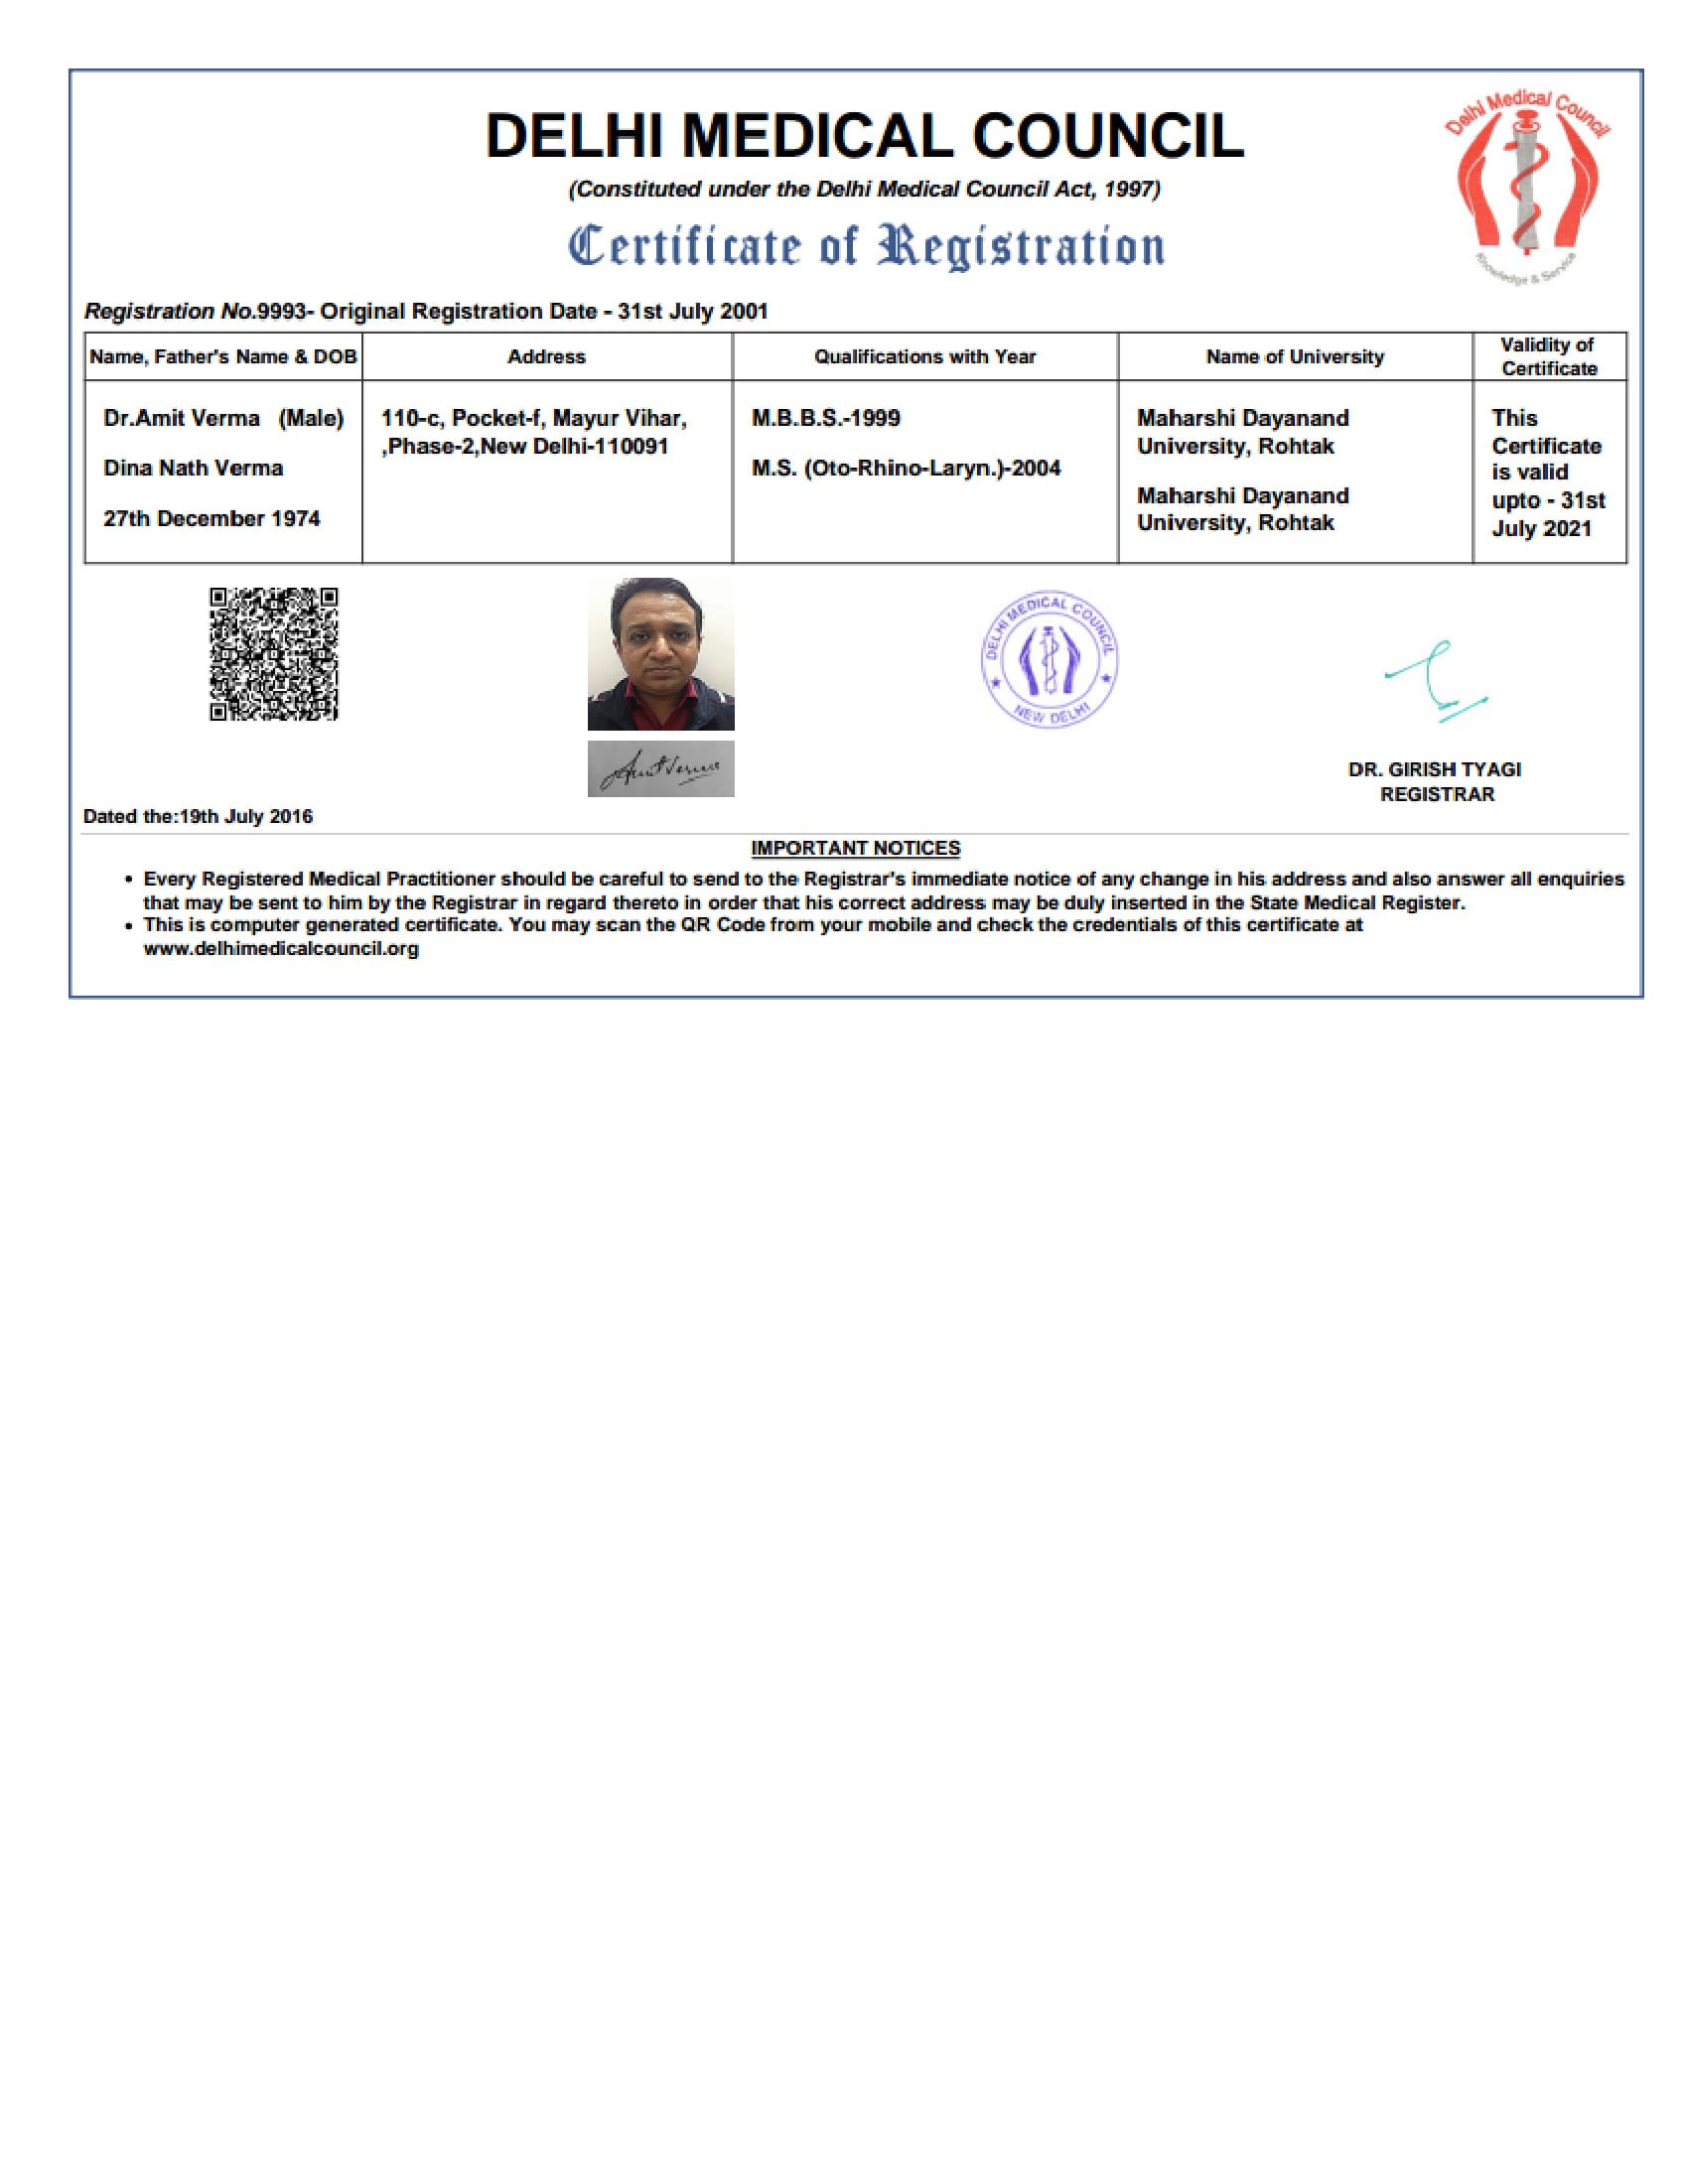 DELHI MEDICAL COUNCIL
(Constituted under the Delhi Medical Council Act, 1997)
Certificate of Registration
Delhi Medical Council
Knowledge & Service
Registration No.9993- Original Registration Date - 31st July 2001
Name, Father's Name & DOB
Address
Qualifications with Year
Name of University
Validity of
Certificate
Dr.Amit Verma (Male)
Dina Nath Verma
27th December 1974
110-c, Pocket-f, Mayur Vihar,
,Phase-2,New Delhi-110091
M.B.B.S.-1999
M.S. (Oto-Rhino-Laryn.)-2004
Maharshi Dayanand
University, Rohtak
Maharshi Dayanand
University, Rohtak
This
Certificate
is valid
upto - 31st
July 2021
DELHI MEDICAL COUNCIL
NEW DELHI
Amit Verma
DR. GIRISH TYAGI
REGISTRAR
Dated the:19th July 2016
IMPORTANT NOTICES
• Every Registered Medical Practitioner should be careful to send to the Registrar's immediate notice of any change in his address and also answer all enquiries
that may be sent to him by the Registrar in regard thereto in order that his correct address may be duly inserted in the State Medical Register.
• This is computer generated certificate. You may scan the QR Code from your mobile and check the credentials of this certificate at
www.delhimedicalcouncil.org